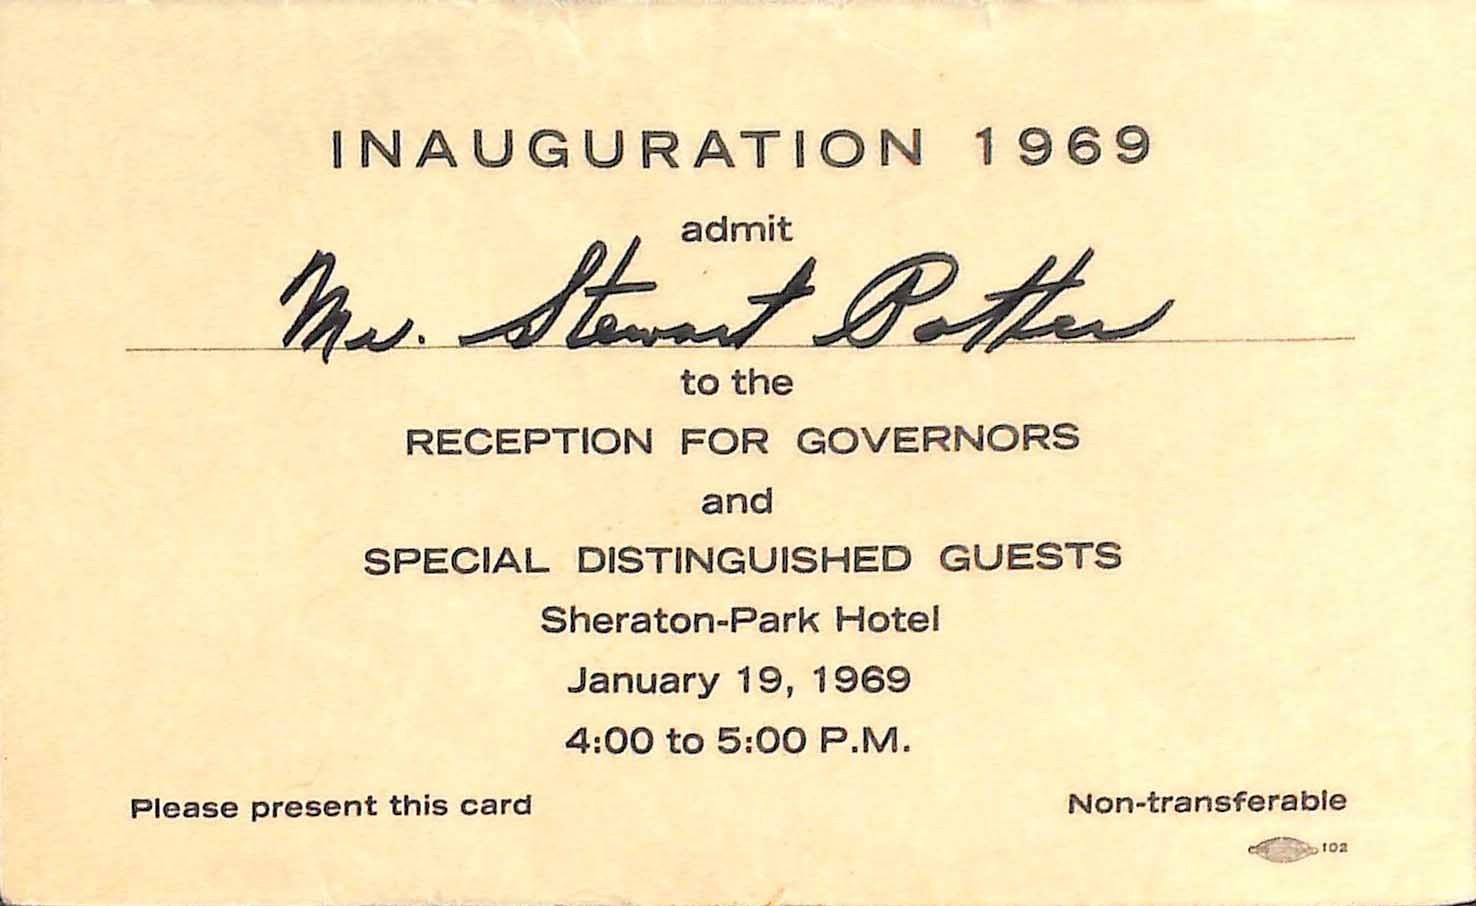 INAUGURATION 1969
admit
Mr. Stewart Potter
to the
RECEPTION FOR GOVERNORS
and
SPECIAL DISTINGUISHED GUESTS
Sheraton-Park Hotel
January 19, 1969
4:00 to 5:00 P.M.
Please present this card
Non-transferable
102